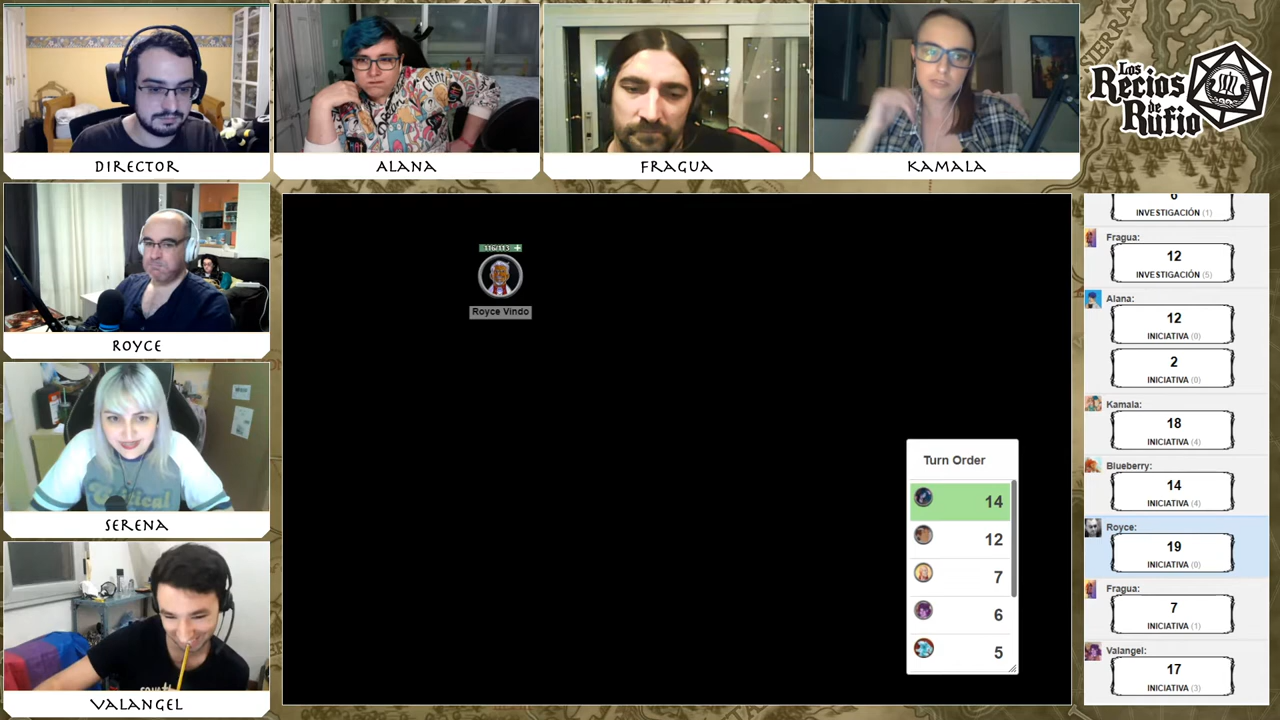 DIRECTOR
ALANA
FRAGUA
KAMALA
Los
Recios
de
Rufio
ROYCE
SERENA
VALANGEL
Critical
116/113
Royce Vindo
Turn Order
14
12
7
6
5
6
INVESTIGACIÓN (1)
Fragua:
12
INVESTIGACIÓN (5)
Alana:
12
INICIATIVA (0)
2
INICIATIVA (0)
Kamala:
18
INICIATIVA (4)
Blueberry:
14
INICIATIVA (4)
Royce:
19
INICIATIVA (0)
Fragua:
7
INICIATIVA (1)
Valangel:
17
INICIATIVA (3)